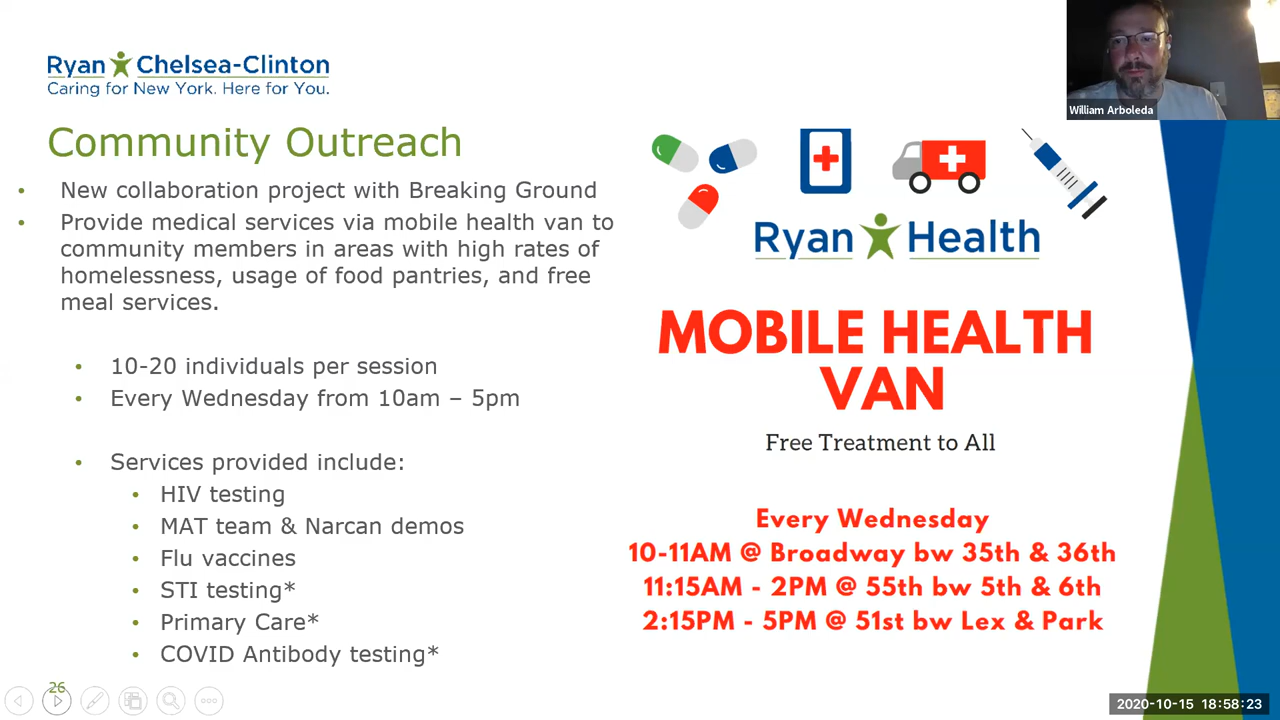 Ryan Chelsea-Clinton
Caring for New York. Here for You.
Community Outreach
• New collaboration project with Breaking Ground
• Provide medical services via mobile health van to
community members in areas with high rates of
homelessness, usage of food pantries, and free
meal services.
• 10-20 individuals per session
• Every Wednesday from 10am – 5pm
• Services provided include:
• HIV testing
• MAT team & Narcan demos
• Flu vaccines
• STI testing*
• Primary Care*
• COVID Antibody testing*
26
William Arboleda
Ryan Health
MOBILE HEALTH
VAN
Free Treatment to All
Every Wednesday
10-11AM @ Broadway bw 35th & 36th
11:15AM - 2PM @ 55th bw 5th & 6th
2:15PM - 5PM @ 51st bw Lex & Park
2020-10-15 18:58:23